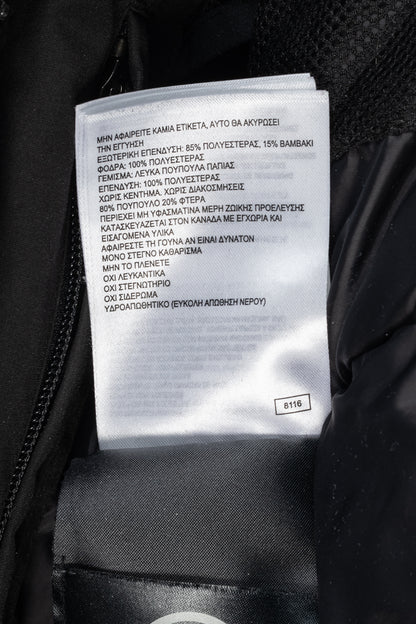 ΜΗΝ ΑΦΑΙΡΕΙΤΕ ΚΑΜΙΑ ΕΤΙΚΕΤΑ, ΑΥΤΟ ΘΑ ΑΚΥΡΩΣΕΙ
ΤΗΝ ΕΓΓΥΗΣΗ
ΕΞΩΤΕΡΙΚΗ ΕΠΕΝΔΥΣΗ: 85% ΠΟΛΥΕΣΤΕΡΑΣ, 15% ΒΑΜΒΑΚΙ
ΦΟΔΡΑ: 100% ΠΟΛΥΕΣΤΕΡΑΣ
ΓΕΜΙΣΜΑ: ΛΕΥΚΑ ΠΟΥΠΟΥΛΑ ΠΑΠΙΑΣ
ΕΠΕΝΔΥΣΗ: 100% ΠΟΛΥΕΣΤΕΡΑΣ
ΧΩΡΙΣ ΚΕΝΤΗΜΑ, ΧΩΡΙΣ ΔΙΑΚΟΣΜΗΣΕΙΣ
80% ΠΟΥΠΟΥΛΟ 20% ΦΤΕΡΑ
ΠΕΡΙΕΧΕΙ ΜΗ ΥΦΑΣΜΑΤΙΝΑ ΜΕΡΗ ΖΩΙΚΗΣ ΠΡΟΕΛΕΥΣΗΣ
ΚΑΤΑΣΚΕΥΑΖΕΤΑΙ ΣΤΟΝ ΚΑΝΑΔΑ ΜΕ ΕΓΧΩΡΙΑ ΚΑΙ
ΕΙΣΑΓΟΜΕΝΑ ΥΛΙΚΑ
ΑΦΑΙΡΕΣΤΕ ΤΗ ΓΟΥΝΑ ΑΝ ΕΙΝΑΙ ΔΥΝΑΤΟΝ
ΜΟΝΟ ΣΤΕΓΝΟ ΚΑΘΑΡΙΣΜΑ
ΜΗΝ ΤΟ ΠΛΕΝΕΤΕ
ΟΧΙ ΛΕΥΚΑΝΤΙΚΑ
ΟΧΙ ΣΤΕΓΝΩΤΗΡΙΟ
ΟΧΙ ΣΙΔΕΡΩΜΑ
ΥΔΡΟΑΠΩΘΗΤΙΚΟ (ΕΥΚΟΛΗ ΑΠΩΘΗΣΗ ΝΕΡΟΥ)
8116